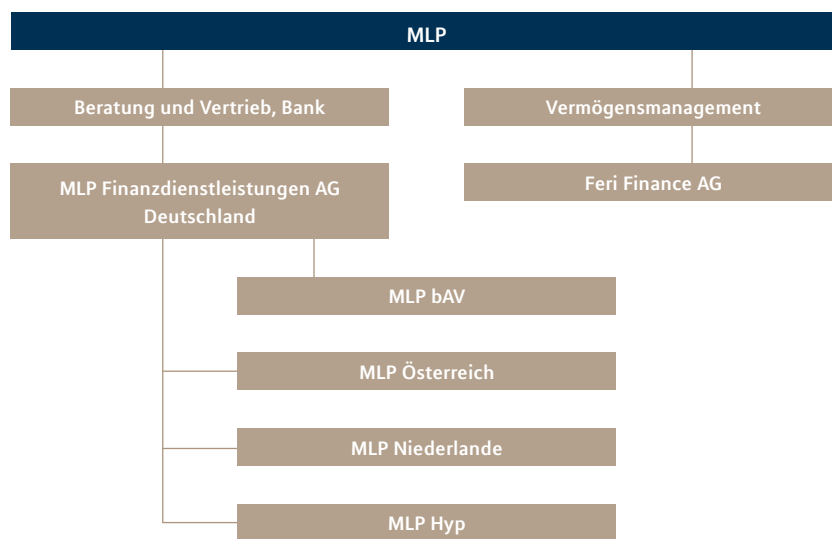 MLP
Beratung und Vertrieb, Bank
Vermögensmanagement
MLP Finanzdienstleistungen AG
Deutschland
Feri Finance AG
MLP bAV
MLP Österreich
MLP Niederlande
MLP Hyp